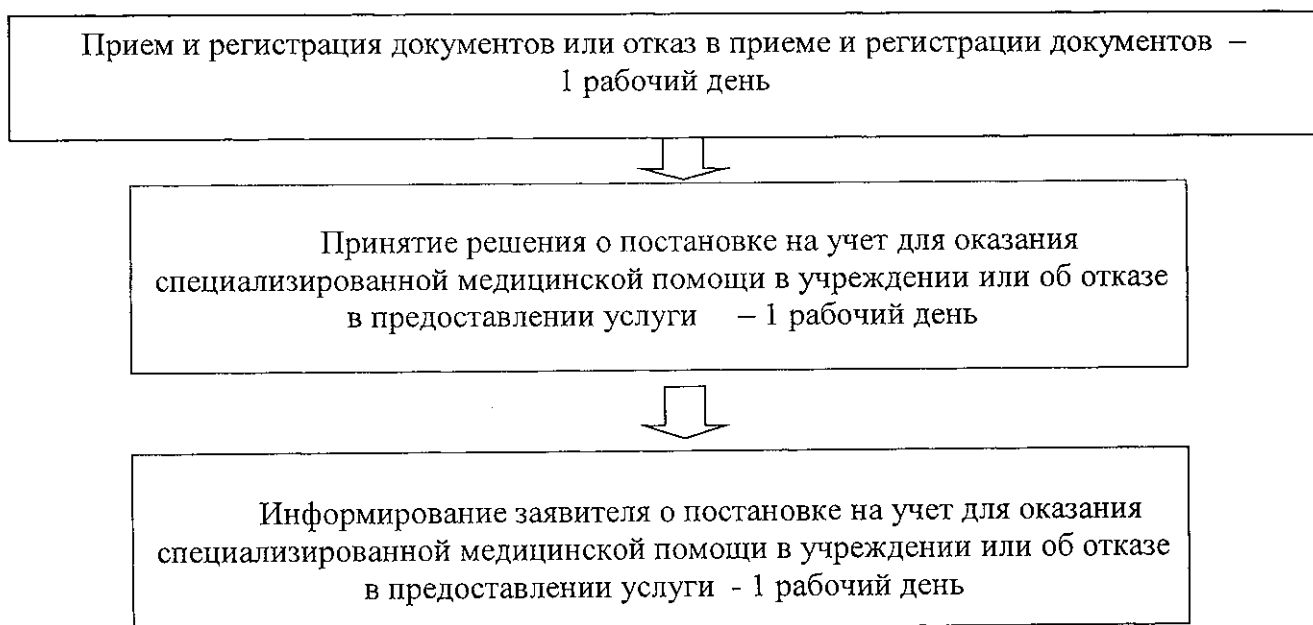 Прием и регистрация документов или отказ в приеме и регистрации документов –
1 рабочий день
Принятие решения о постановке на учет для оказания
специализированной медицинской помощи в учреждении или об отказе
в предоставлении услуги – 1 рабочий день
Информирование заявителя о постановке на учет для оказания
специализированной медицинской помощи в учреждении или об отказе
в предоставлении услуги - 1 рабочий день